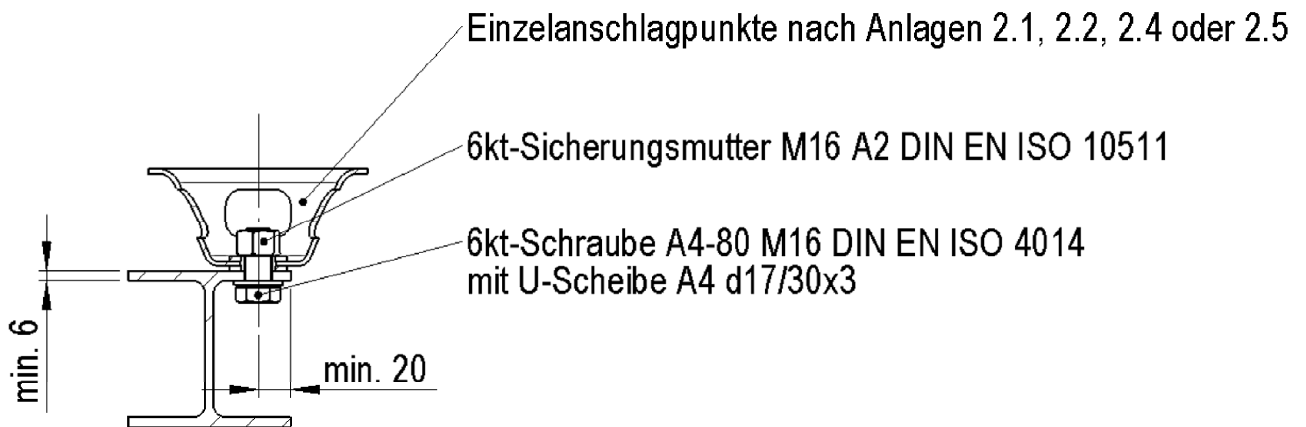 Einzelanschlagpunkte nach Anlagen 2.1, 2.2, 2.4 oder 2.5
6kt-Sicherungsmutter M16 A2 DIN EN ISO 10511
6kt-Schraube A4-80 M16 DIN EN ISO 4014
mit U-Scheibe A4 d17/30x3
min. 6
min. 20